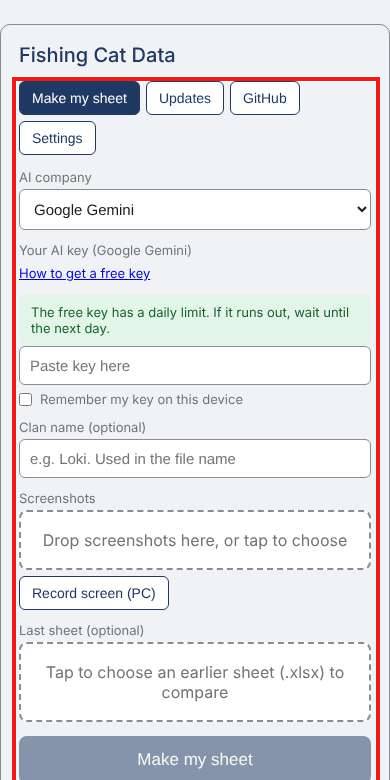 Fishing Cat Data
Make my sheet
Updates
GitHub
Settings
AI company
Google Gemini
Your AI key (Google Gemini)
How to get a free key
The free key has a daily limit. If it runs out, wait until
the next day.
Paste key here
Remember my key on this device
Clan name (optional)
e.g. Loki. Used in the file name
Screenshots
Drop screenshots here, or tap to choose
Record screen (PC)
Last sheet (optional)
Tap to choose an earlier sheet (.xlsx) to
compare
Make my sheet